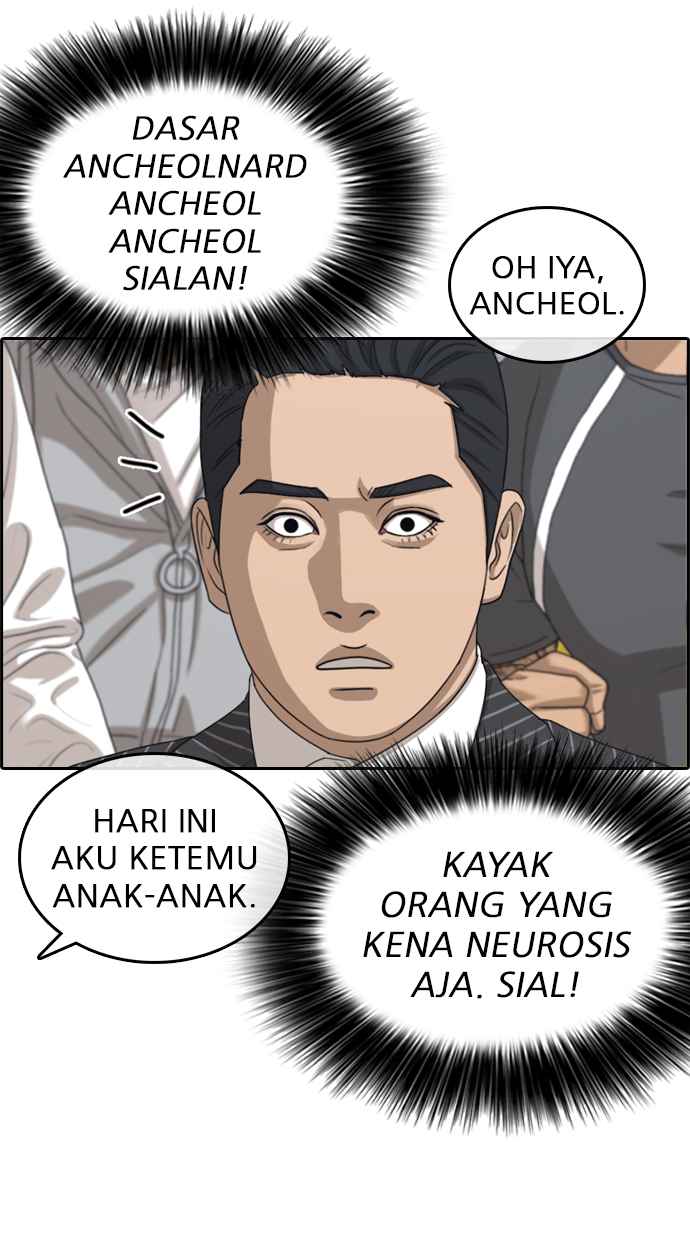 DASAR
ANCHEOLNARD
ANCHEOL
ANCHEOL
SIALAN!
OH IYA,
ANCHEOL.
HARI INI
AKU KETEMU
ANAK-ANAK.
KAYAK
ORANG YANG
KENA NEUROSIS
AJA. SIAL!